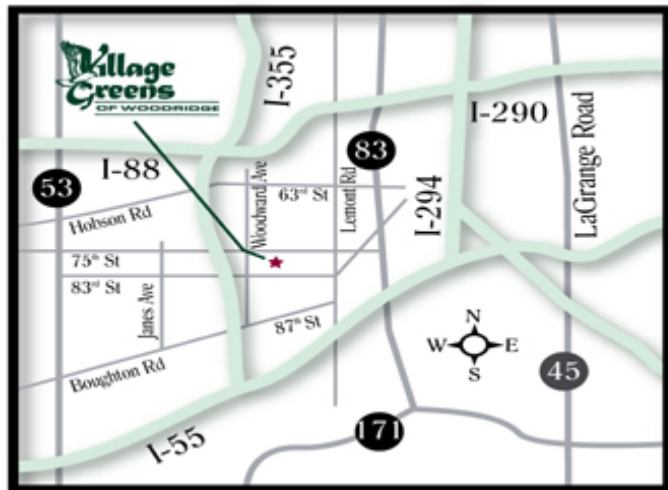 Village
Greens
OF WOODRIDGE
I-355
I-290
LaGrange Road
83
I-88
53
Woodward Ave
63rd St
Lemont Rd
I-294
Hobson Rd
75th St
83rd St
Janes Ave
87th St
N
W
E
S
Boughton Rd
45
I-55
171